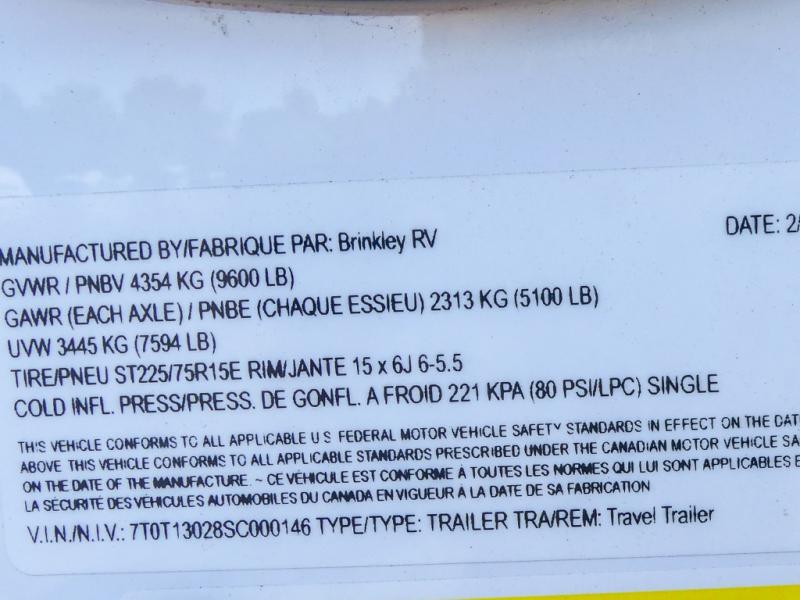 MANUFACTURED BY/FABRIQUE PAR: Brinkley RV DATE: 2/
GVWR / PNBV 4354 KG (9600 LB)
GAWR (EACH AXLE) / PNBE (CHAQUE ESSIEU) 2313 KG (5100 LB)
UVW 3445 KG (7594 LB)
TIRE/PNEU ST225/75R15E RIM/JANTE 15 x 6J 6-5.5
COLD INFL. PRESS/PRESS. DE GONFL. A FROID 221 KPA (80 PSI/LPC) SINGLE
THIS VEHICLE CONFORMS TO ALL APPLICABLE U S FEDERAL MOTOR VEHICLE SAFETY STANDARDS IN EFFECT ON THE DAT
ABOVE THIS VEHICLE CONFORMS TO ALL APPLICABLE STANDARDS PRESCRIBED UNDER THE CANADIAN MOTOR VEHICLE SA
ON THE DATE OF THE MANUFACTURE. ~ CE VÉHICULE EST CONFORME À TOUTES LES NORMES QUI LUI SONT APPLICABLES E
LA SÉCURITÉ DES VÉHICULES AUTOMOBILES DU CANADA EN VIGUEUR À LA DATE DE SA FABRICATION
V.I.N./N.I.V.: 7T0T13028SC000146 TYPE/TYPE: TRAILER TRA/REM: Travel Trailer